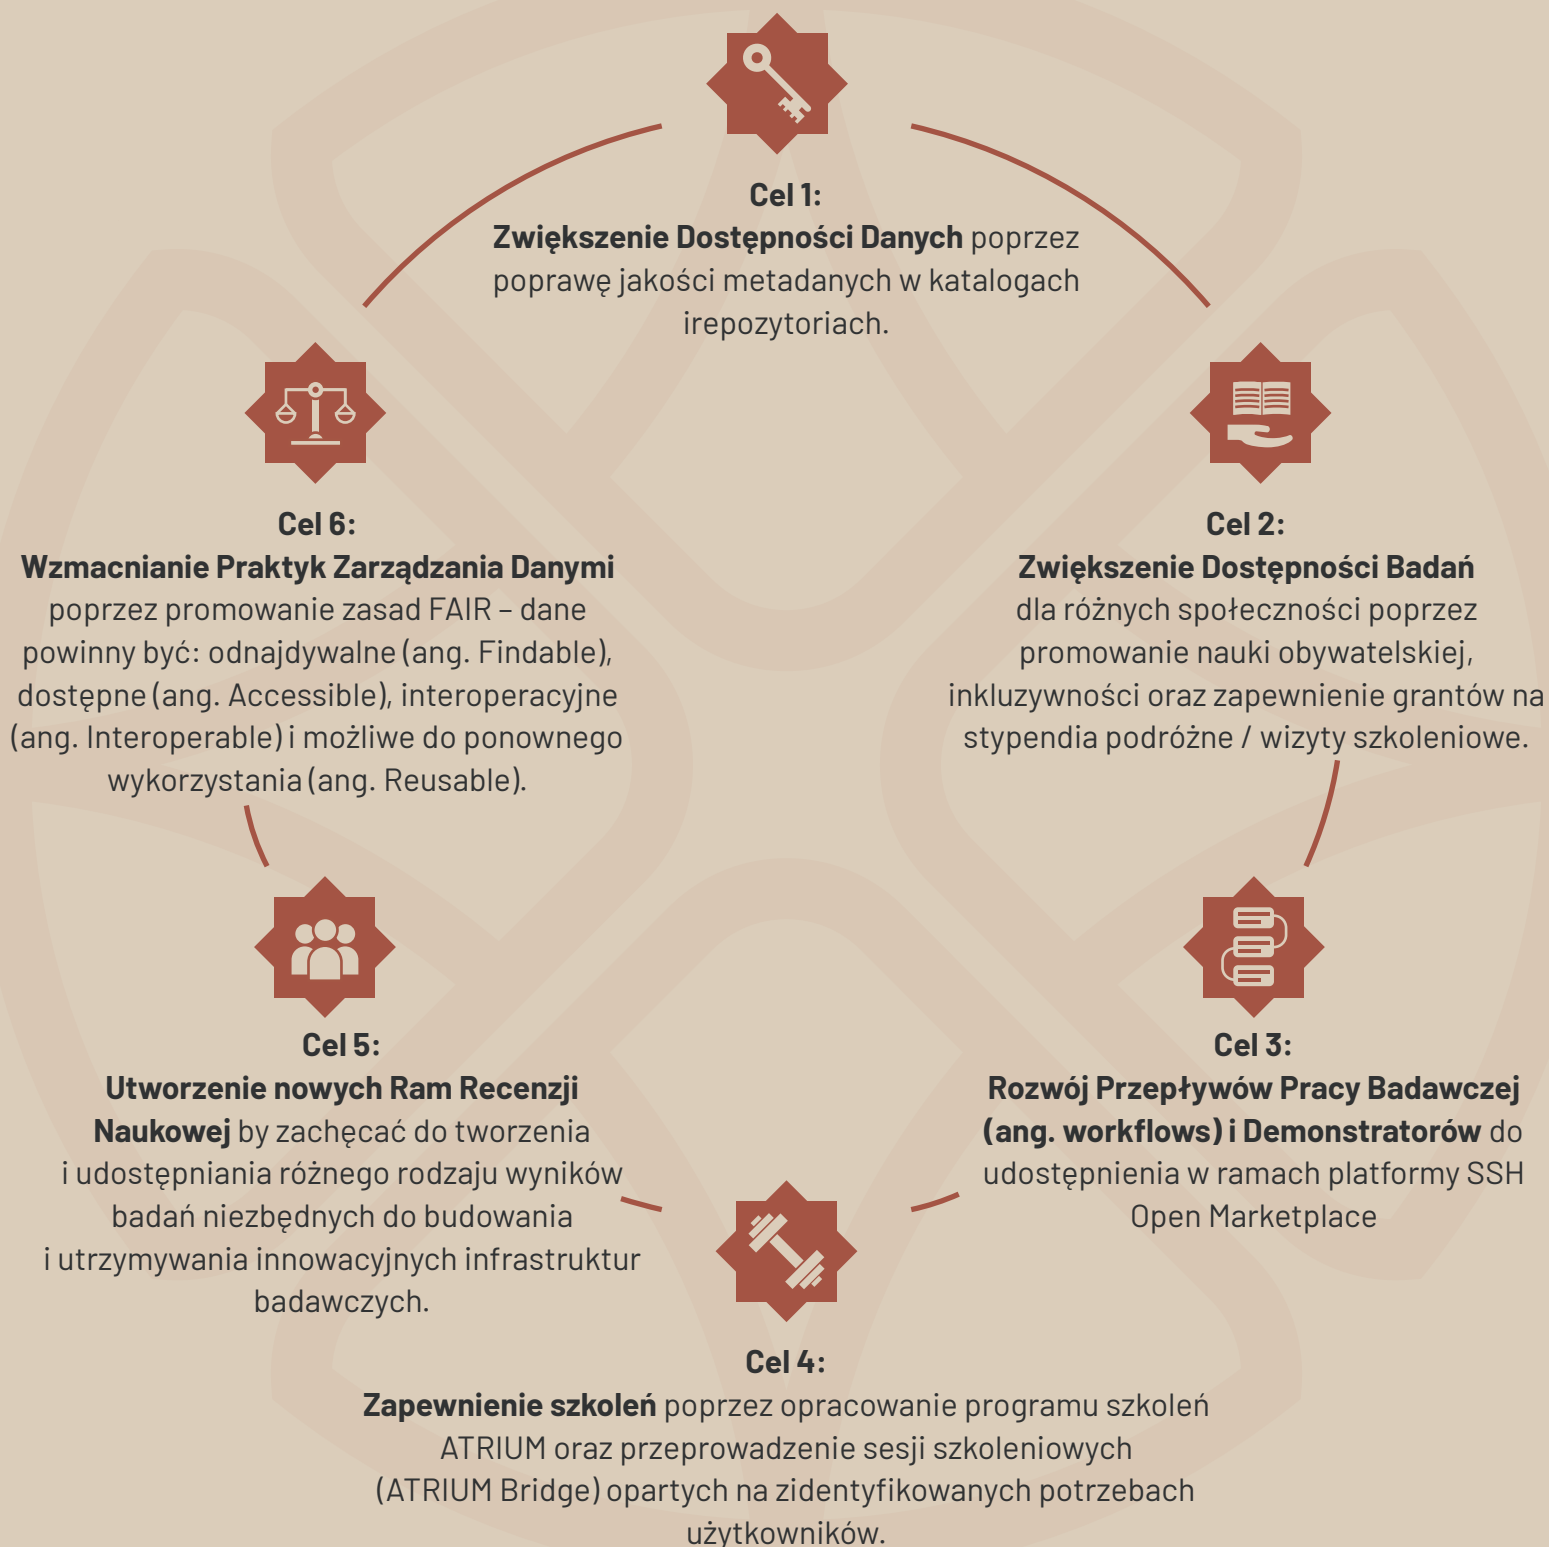 Cel 1:
Zwiększenie Dostępności Danych poprzez
poprawę jakości metadanych w katalogach
irepozytoriach.
Cel 2:
Zwiększenie Dostępności Badań
dla różnych społeczności poprzez
promowanie nauki obywatelskiej,
inkluzywności oraz zapewnienie grantów na
stypendia podróżne / wizyty szkoleniowe.
Cel 3:
Rozwój Przepływów Pracy Badawczej
(ang. workflows) i Demonstratorów do
udostępnienia w ramach platformy SSH
Open Marketplace
Cel 4:
Zapewnienie szkoleń poprzez opracowanie programu szkoleń
ATRIUM oraz przeprowadzenie sesji szkoleniowych
(ATRIUM Bridge) opartych na zidentyfikowanych potrzebach
użytkowników.
Cel 5:
Utworzenie nowych Ram Recenzji
Naukowej by zachęcać do tworzenia
i udostępniania różnego rodzaju wyników
badań niezbędnych do budowania
i utrzymywania innowacyjnych infrastruktur
badawczych.
Cel 6:
Wzmacnianie Praktyk Zarządzania Danymi
poprzez promowanie zasad FAIR – dane
powinny być: odnajdywalne (ang. Findable),
dostępne (ang. Accessible), interoperacyjne
(ang. Interoperable) i możliwe do ponownego
wykorzystania (ang. Reusable).